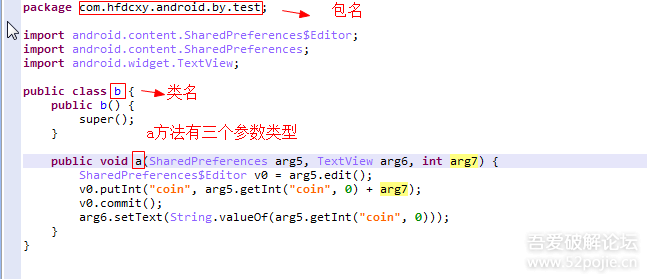 package com.hfdcxy.android.by.test; 包名
import android.content.SharedPreferences$Editor;
import android.content.SharedPreferences;
import android.widget.TextView;
public class b { 类名
public b() {
super();
}
a方法有三个参数类型
public void a(SharedPreferences arg5, TextView arg6, int arg7) {
SharedPreferences$Editor v0 = arg5.edit();
v0.putInt("coin", arg5.getInt("coin", 0) + arg7);
v0.commit();
arg6.setText(String.valueOf(arg5.getInt("coin", 0)));
}
}
吾爱破解论坛
www.52pojie.cn